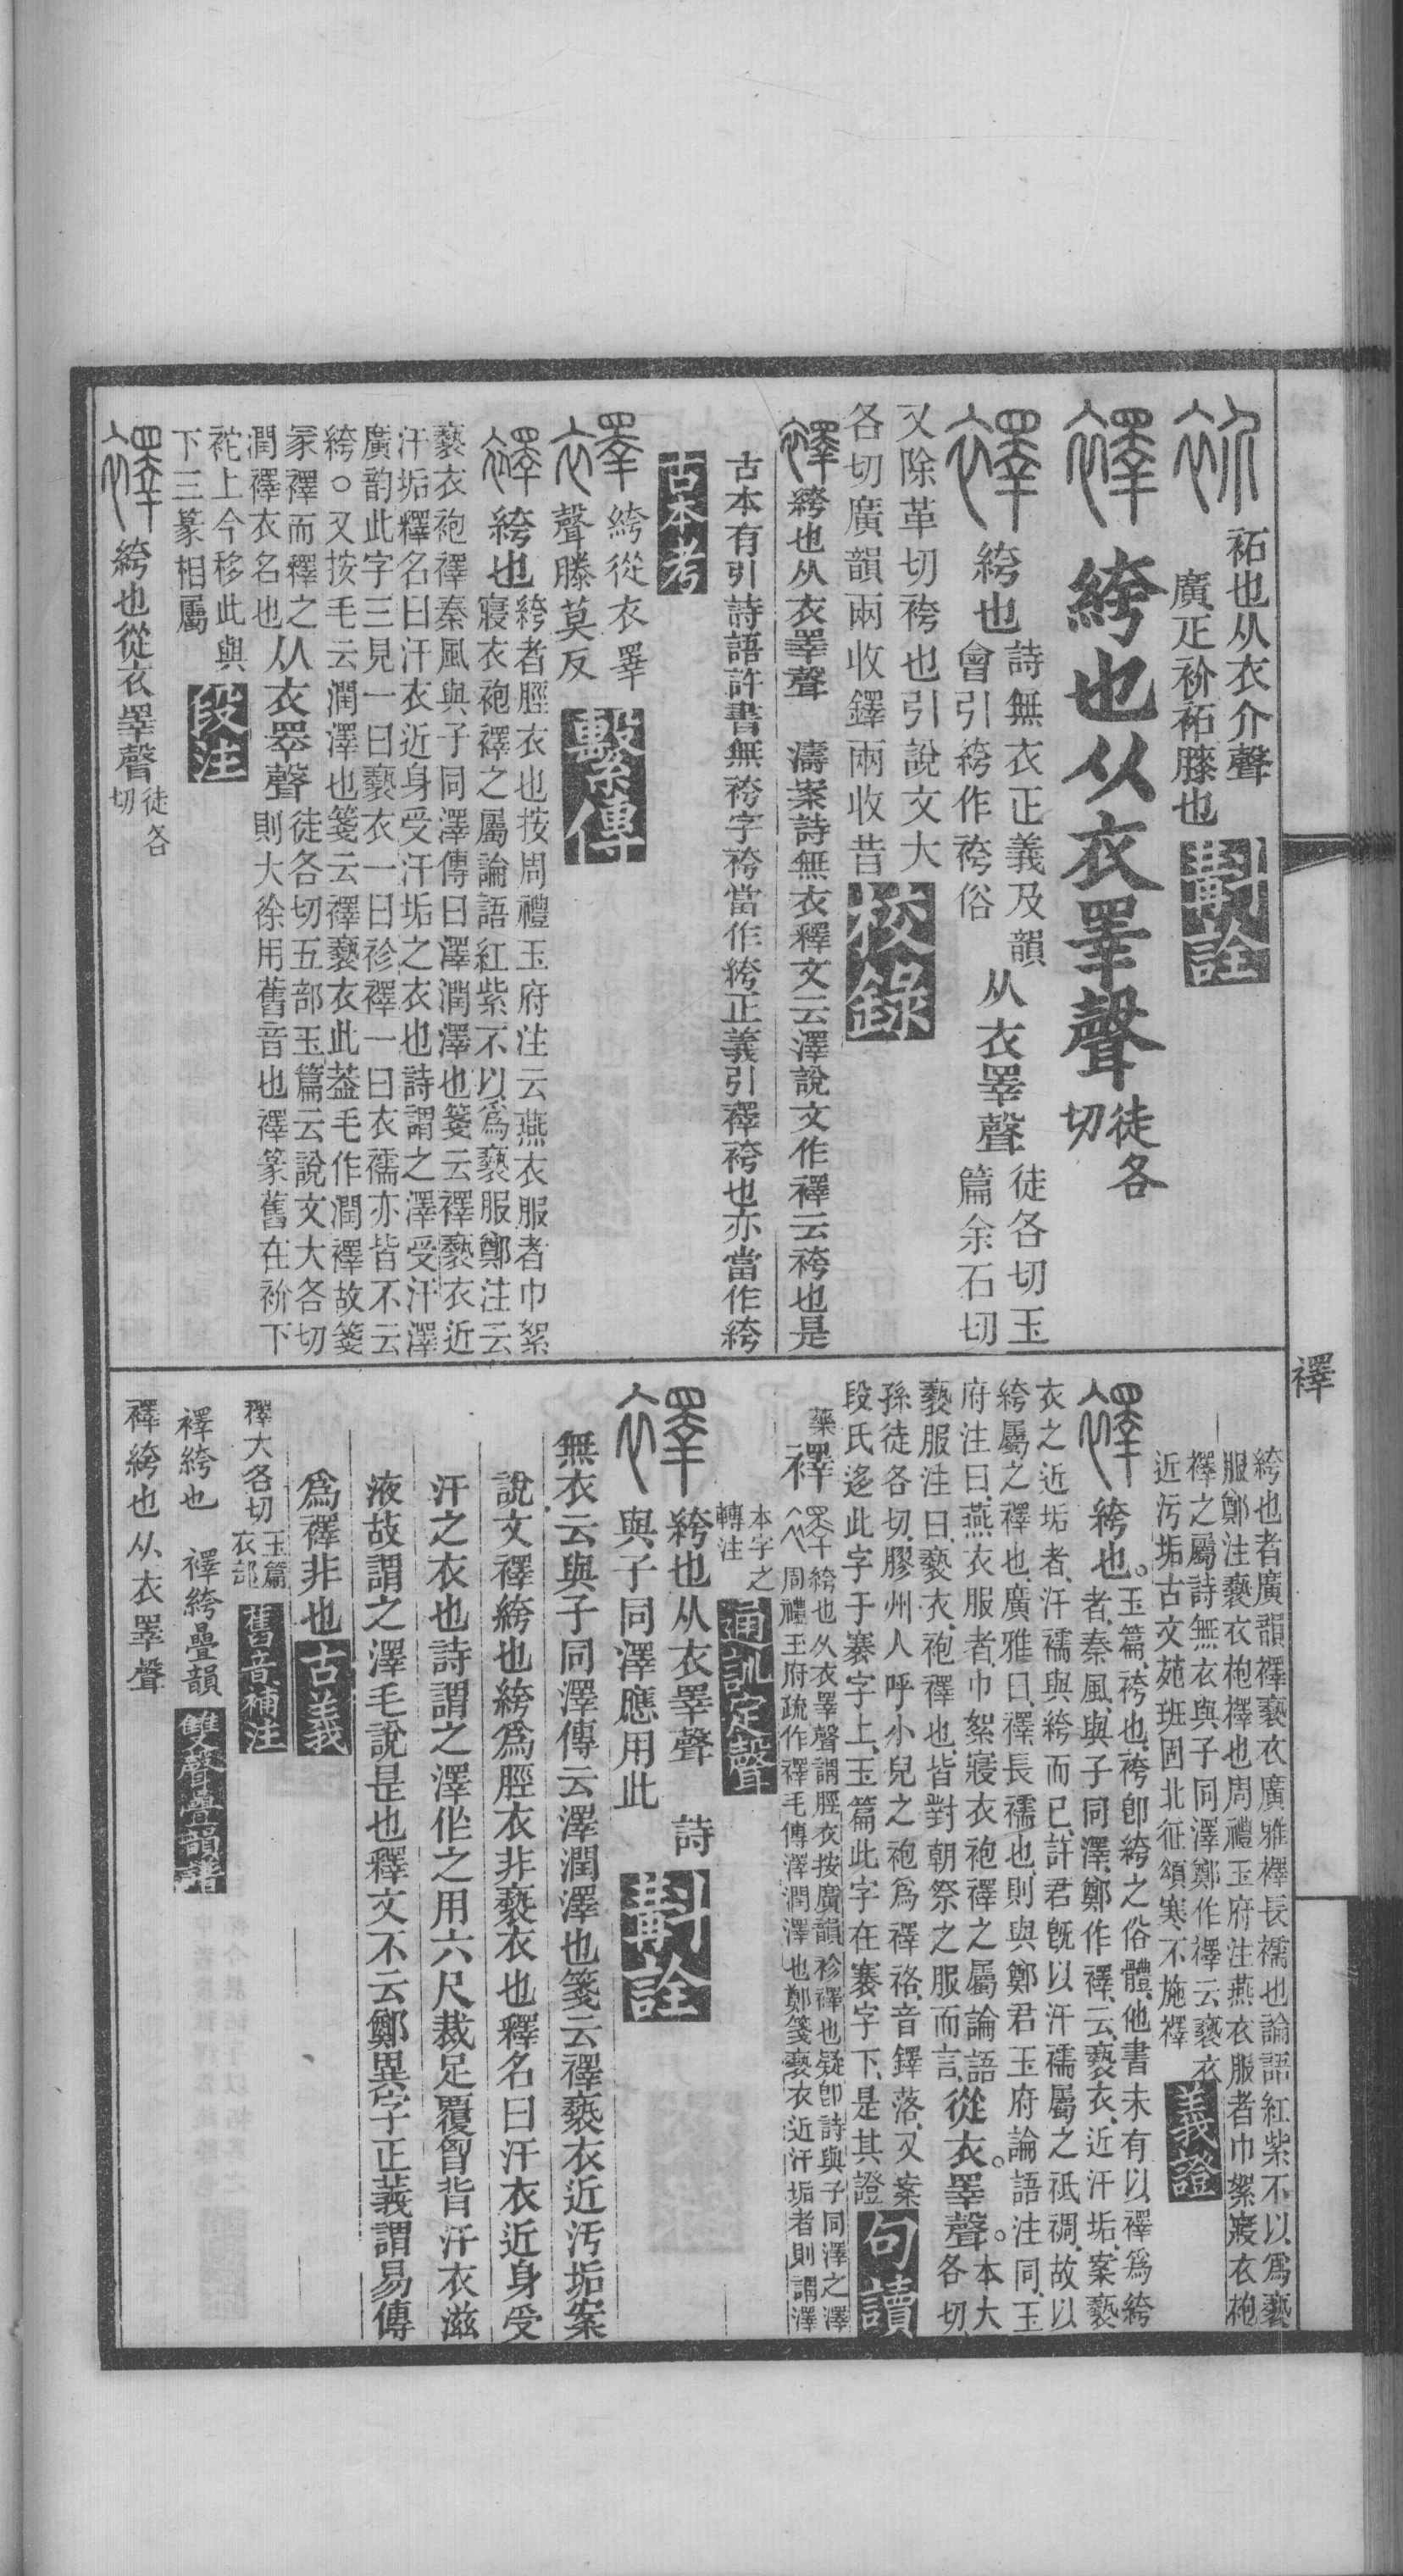 祄 祏也从衣介聲
廣疋祄祏膝也 𣂏詮
襗 絝也从衣睪聲 徒各切
襗 絝也 詩無衣正義及韻會引絝作袴俗 从衣睪聲 徒各切玉篇余石切
又除革切袴也引說文大
各切廣韻兩收鐸兩收昔 校錄
襗 絝也从衣睪聲 濤案詩無衣釋文云澤說文作襗云袴也是
古本有引詩語許書無袴字袴當作絝正義引襗袴也亦當作絝
古本考
襗 絝從衣睪
聲滕莫反 繫傳
襗 絝也 絝者脛衣也按周禮玉府注云燕衣服者巾絮
寢衣袍襗之屬論語紅紫不以爲褻服鄭注云
褻衣袍襗秦風與子同澤傳曰澤潤澤也箋云襗褻衣近
汗垢釋名曰汗衣近身受汗垢之衣也詩謂之澤受汗澤
廣韵此字三見一曰褻衣一曰袗襗一曰衣襦亦皆不云
絝○又按毛云潤澤也箋云襗褻衣此葢毛作潤襗故箋
冡襗而釋之
潤襗衣名也 从衣睪聲 徒各切五部玉篇云說文大各切
則大徐用舊音也襗篆舊在祄下
袉上今移此與
下三篆相屬 段注
襗 絝也從衣睪聲 徒各切
襗
絝也者廣韻襗褻衣廣雅襗長襦也論語紅紫不以爲褻
服鄭注褻衣袍襗也周禮玉府注燕衣服者巾絮寢衣袍
襗之屬詩無衣與子同澤鄭作襗云褻衣
近汚垢古文苑班固北征頌寒不施襗 義證
襗 絝也。玉篇、袴也、袴卽絝之俗體、他書未有以襗爲絝
者、秦風、與子同澤、鄭作襗、云、褻衣、近汗垢、案褻
衣之近垢者、汗襦與絝而已、許君旣以汗襦屬之祗裯、故以
絝屬之襗也、廣雅曰、襗長襦也、則與鄭君玉府論語注同、玉
府注曰、燕衣服者、巾絮寢衣袍襗之屬、論語
褻服注曰、褻衣、袍襗也、皆對朝祭之服而言、 從衣。睪聲。本大各切、
孫徒各切、膠州人呼小兒之袍爲襗袼、音鐸落、又案
段氏迻此字于褰字上、玉篇此字在褰字下、是其證 句讀
藥襗 絝也从衣睪聲謂脛衣按廣韻袗襗也疑卽詩與子同澤之澤
周禮玉府疏作襗毛傳澤潤澤也鄭箋褻衣近汗垢者則謂澤
本字之
轉注 通訓定聲
襗 絝也从衣睪聲 詩
與子同澤應用此 𣂏詮
無衣云與子同澤傳云澤潤澤也箋云襗褻衣近汚垢案
說文襗絝也絝爲脛衣非褻衣也釋名曰汗衣近身受
汗之衣也詩謂之澤作之用六尺裁足覆胷背汗衣滋
液故謂之澤毛說是也釋文不云鄭異字正義謂易傳
爲襗非也 古義
襗大各切 玉篇衣部 舊音補注
襗絝也 襗絝疊韻 雙聲疊韻譜
襗絝也从衣睪聲